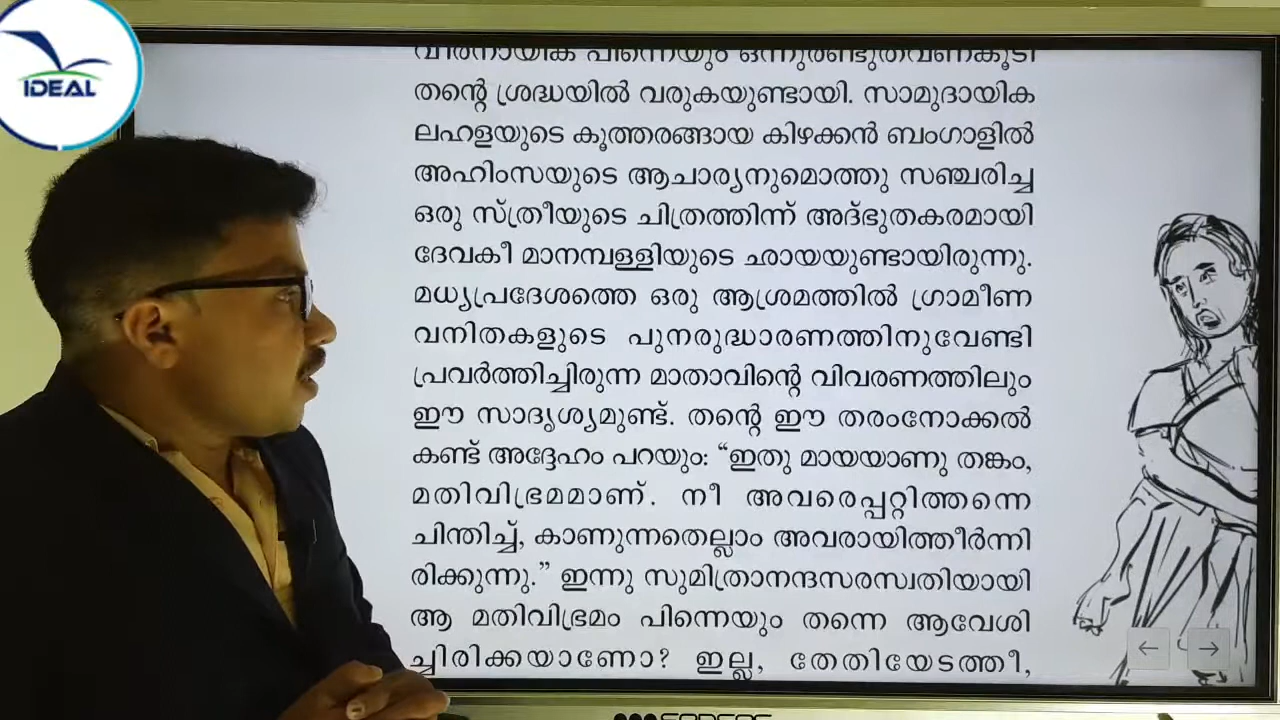 IDEAL
പിന്നെയും ഒന്നുരണ്ടുതവണകൂടി
തന്റെ ശ്രദ്ധയിൽ വരുകയുണ്ടായി. സാമുദായിക
ലഹളയുടെ കൂത്തരങ്ങായ കിഴക്കൻ ബംഗാളിൽ
അഹിംസയുടെ ആചാര്യനുമൊത്തു സഞ്ചരിച്ച
ഒരു സ്ത്രീയുടെ ചിത്രത്തിന്ന് അദ്ഭുതകരമായി
ദേവകീ മാനമ്പള്ളിയുടെ ഛായയുണ്ടായിരുന്നു.
മധ്യപ്രദേശത്തെ ഒരു ആശ്രമത്തിൽ ഗ്രാമീണ
വനിതകളുടെ പുനരുദ്ധാരണത്തിനുവേണ്ടി
പ്രവർത്തിച്ചിരുന്ന മാതാവിന്റെ വിവരണത്തിലും
ഈ സാദൃശ്യമുണ്ട്. തന്റെ ഈ തരംനോക്കൽ
കണ്ട് അദ്ദേഹം പറയും: “ഇതു മായയാണു തങ്കം,
മതിവിഭ്രമമാണ്. നീ അവരെപ്പറ്റിത്തന്നെ
ചിന്തിച്ച്, കാണുന്നതെല്ലാം അവരായിത്തീർന്നി
രിക്കുന്നു.” ഇന്നു സുമിത്രാനന്ദസരസ്വതിയായി
ആ മതിവിഭ്രമം പിന്നെയും തന്നെ ആവേശി
ച്ചിരിക്കയാണോ? ഇല്ല, തേതിയേടത്തീ,